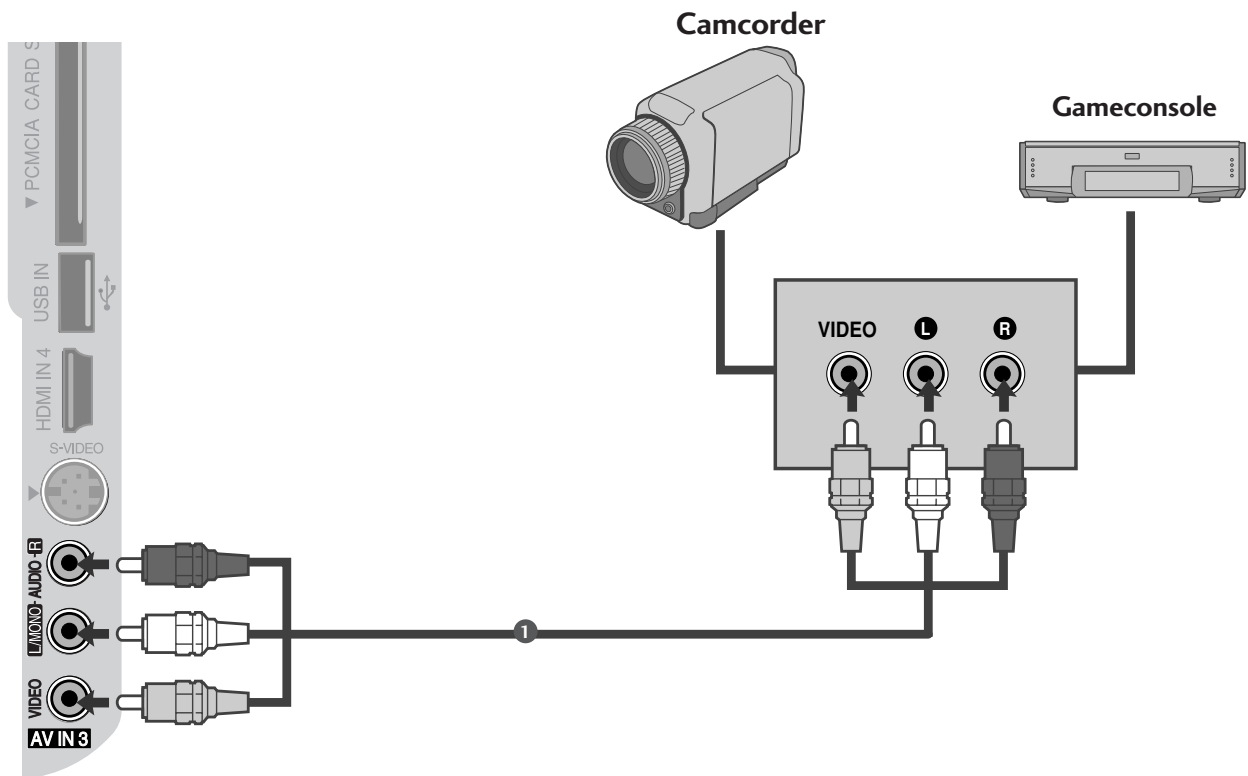 Camcorder
Gameconsole
▼ PCMCIA CARD S
USB IN
HDMI IN 4
S-VIDEO
AUDIO -R
L/MONO-
VIDEO
AV IN 3
VIDEO L R
1